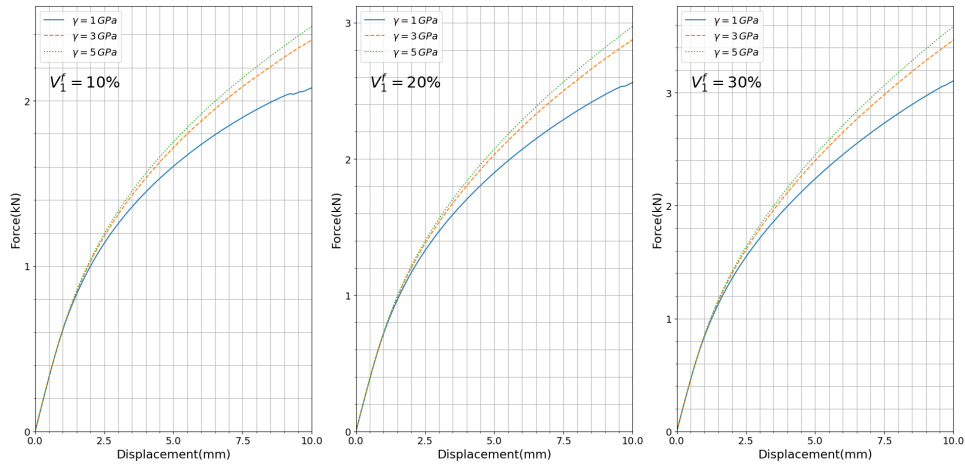 γ = 1 GPa
γ = 3 GPa
γ = 5 GPa
V₁ᶠ = 10%
2
1
0
Force(kN)
0.0 2.5 5.0 7.5 10.0
Displacement(mm)
γ = 1 GPa
γ = 3 GPa
γ = 5 GPa
V₁ᶠ = 20%
3
2
1
0
Force(kN)
0.0 2.5 5.0 7.5 10.0
Displacement(mm)
γ = 1 GPa
γ = 3 GPa
γ = 5 GPa
V₁ᶠ = 30%
3
2
1
0
Force(kN)
0.0 2.5 5.0 7.5 10.0
Displacement(mm)